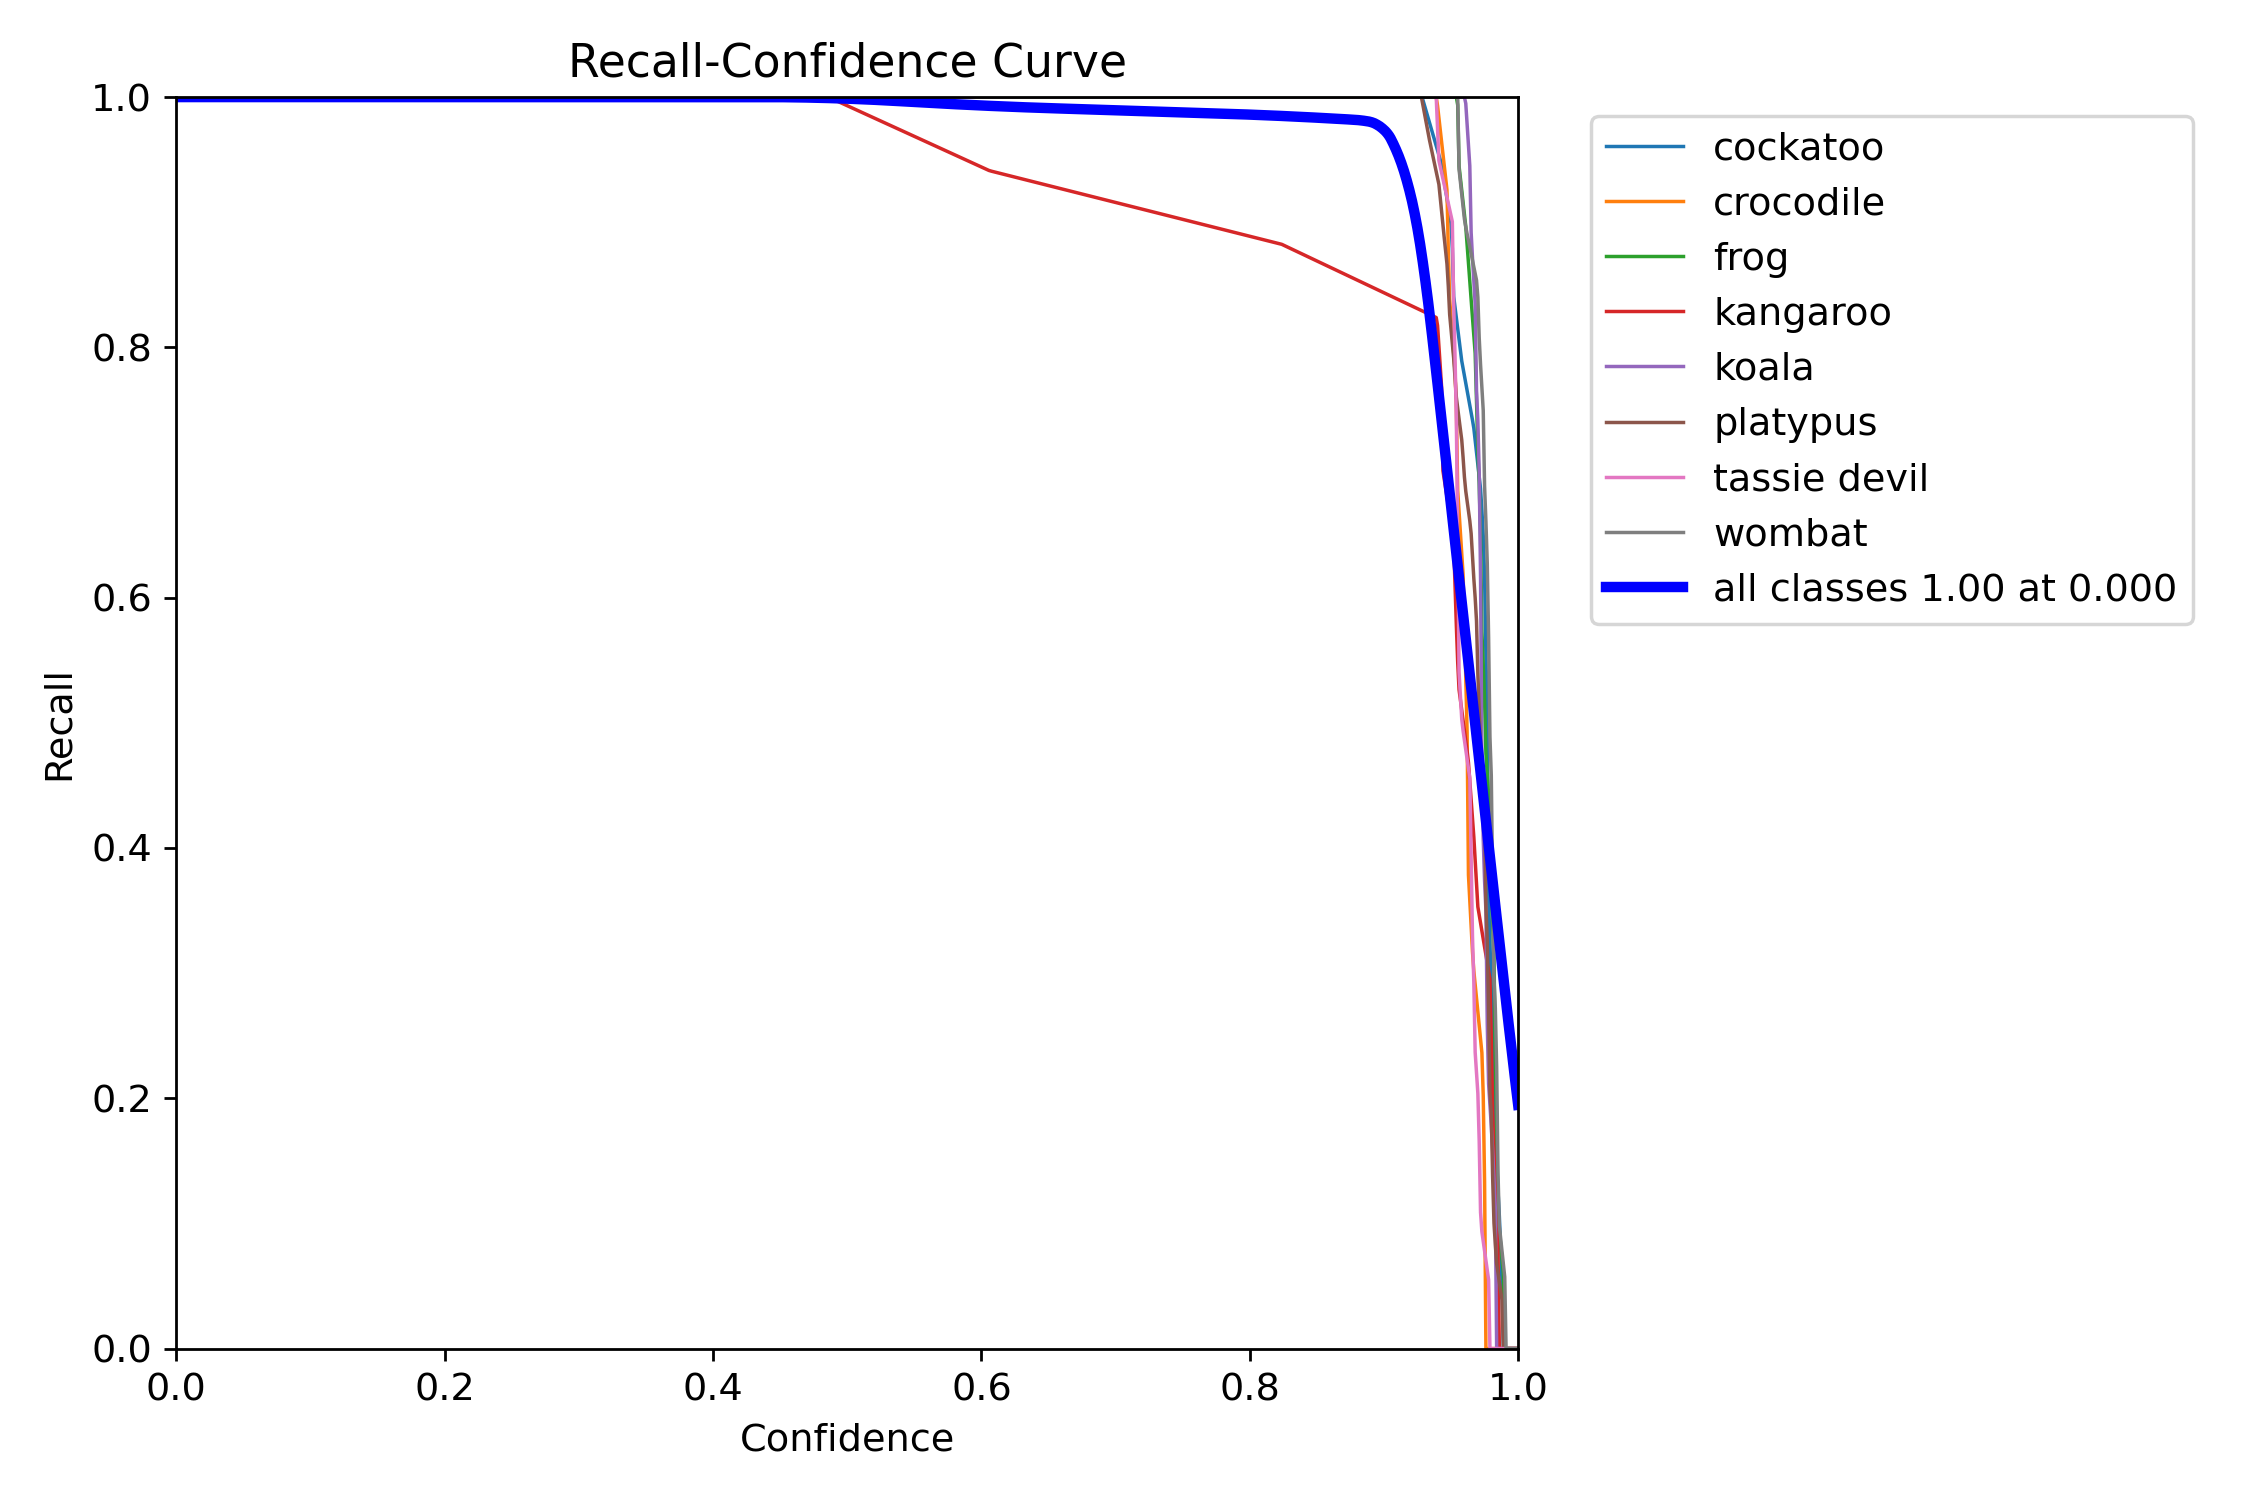 Recall-Confidence Curve
1.0
0.8
0.6
0.4
0.2
0.0
Recall
0.0 0.2 0.4 0.6 0.8 1.0
Confidence
cockatoo
crocodile
frog
kangaroo
koala
platypus
tassie devil
wombat
all classes 1.00 at 0.000